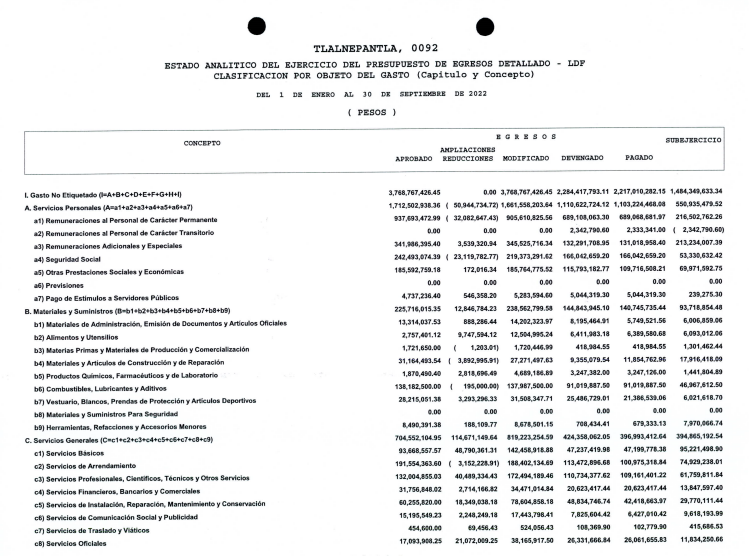 TLALNEPANTLA, 0092
ESTADO ANALITICO DEL EJERCICIO DEL PRESUPUESTO DE EGRESOS DETALLADO - LDF
CLASIFICACION POR OBJETO DEL GASTO (Capítulo y Concepto)
DEL 1 DE ENERO AL 30 DE SEPTIEMBRE DE 2022
( PESOS )
E G R E S O S
CONCEPTO SUBEJERCICIO
AMPLIACIONES
APROBADO REDUCCIONES MODIFICADO DEVENGADO PAGADO
I. Gasto No Etiquetado (I=A+B+C+D+E+F+G+H+I) 3,768,767,426.45 0.00 3,768,767,426.45 2,284,417,793.11 2,217,010,282.15 1,484,349,633.34
A. Servicios Personales (A=a1+a2+a3+a4+a5+a6+a7) 1,712,502,938.36 ( 50,944,734.72) 1,661,558,203.64 1,110,622,724.12 1,103,224,468.08 550,935,479.52
a1) Remuneraciones al Personal de Carácter Permanente 937,693,472.99 ( 32,082,647.43) 905,610,825.56 689,108,063.30 689,068,681.97 216,502,762.26
a2) Remuneraciones al Personal de Carácter Transitorio 0.00 0.00 0.00 2,342,790.60 2,333,341.00 ( 2,342,790.60)
a3) Remuneraciones Adicionales y Especiales 341,986,395.40 3,539,320.94 345,525,716.34 132,291,708.95 131,018,958.40 213,234,007.39
a4) Seguridad Social 242,493,074.39 ( 23,119,782.77) 219,373,291.62 166,042,659.20 166,042,659.20 53,330,632.42
a5) Otras Prestaciones Sociales y Económicas 185,592,759.18 172,016.34 185,764,775.52 115,793,182.77 109,716,508.21 69,971,592.75
a6) Previsiones 0.00 0.00 0.00 0.00 0.00 0.00
a7) Pago de Estimulos a Servidores Públicos 4,737,236.40 546,358.20 5,283,594.60 5,044,319.30 5,044,319.30 239,275.30
B. Materiales y Suministros (B=b1+b2+b3+b4+b5+b6+b7+b8+b9) 225,716,015.35 12,846,784.23 238,562,799.58 144,843,945.10 140,745,735.44 93,718,854.48
b1) Materiales de Administración, Emisión de Documentos y Artículos Oficiales 13,314,037.53 888,286.44 14,202,323.97 8,195,464.91 5,749,521.56 6,006,859.06
b2) Alimentos y Utensilios 2,757,401.12 9,747,594.12 12,504,995.24 6,411,983.18 6,389,580.68 6,093,012.06
b3) Materias Primas y Materiales de Producción y Comercialización 1,721,650.00 ( 1,203.01) 1,720,446.99 418,984.55 418,984.55 1,301,462.44
b4) Materiales y Artículos de Construcción y de Reparación 31,164,493.54 ( 3,892,995.91) 27,271,497.63 9,355,079.54 11,854,762.96 17,916,418.09
b5) Productos Químicos, Farmacéuticos y de Laboratorio 1,870,490.40 2,818,696.49 4,689,186.89 3,247,382.00 3,247,126.00 1,441,804.89
b6) Combustibles, Lubricantes y Aditivos 138,182,500.00 ( 195,000.00) 137,987,500.00 91,019,887.50 91,019,887.50 46,967,612.50
b7) Vestuario, Blancos, Prendas de Protección y Artículos Deportivos 28,215,051.38 3,293,296.33 31,508,347.71 25,486,729.01 21,386,539.06 6,021,618.70
b8) Materiales y Suministros Para Seguridad 0.00 0.00 0.00 0.00 0.00 0.00
b9) Herramientas, Refacciones y Accesorios Menores 8,490,391.38 188,109.77 8,678,501.15 708,434.41 679,333.13 7,970,066.74
C. Servicios Generales (C=c1+c2+c3+c4+c5+c6+c7+c8+c9) 704,552,104.95 114,671,149.64 819,223,254.59 424,358,062.05 396,993,412.64 394,865,192.54
c1) Servicios Básicos 93,668,557.57 48,790,361.31 142,458,918.88 47,237,419.98 47,199,778.38 95,221,498.90
c2) Servicios de Arrendamiento 191,554,363.60 ( 3,152,228.91) 188,402,134.69 113,472,896.68 100,975,318.84 74,929,238.01
c3) Servicios Profesionales, Científicos, Técnicos y Otros Servicios 132,004,855.03 40,489,334.43 172,494,189.46 110,734,377.62 109,161,401.22 61,759,811.84
c4) Servicios Financieros, Bancarios y Comerciales 31,756,848.02 2,714,166.82 34,471,014.84 20,623,417.44 20,623,417.44 13,847,597.40
c5) Servicios de Instalación, Reparación, Mantenimiento y Conservación 60,255,820.00 18,349,038.18 78,604,858.18 48,834,746.74 42,418,663.97 29,770,111.44
c6) Servicios de Comunicación Social y Publicidad 15,195,549.23 2,248,249.18 17,443,798.41 7,825,604.42 6,427,010.42 9,618,193.99
c7) Servicios de Traslado y Viáticos 454,600.00 69,456.43 524,056.43 108,369.90 102,779.90 415,686.53
c8) Servicios Oficiales 17,093,908.25 21,072,009.25 38,165,917.50 26,331,666.84 26,061,655.83 11,834,250.66